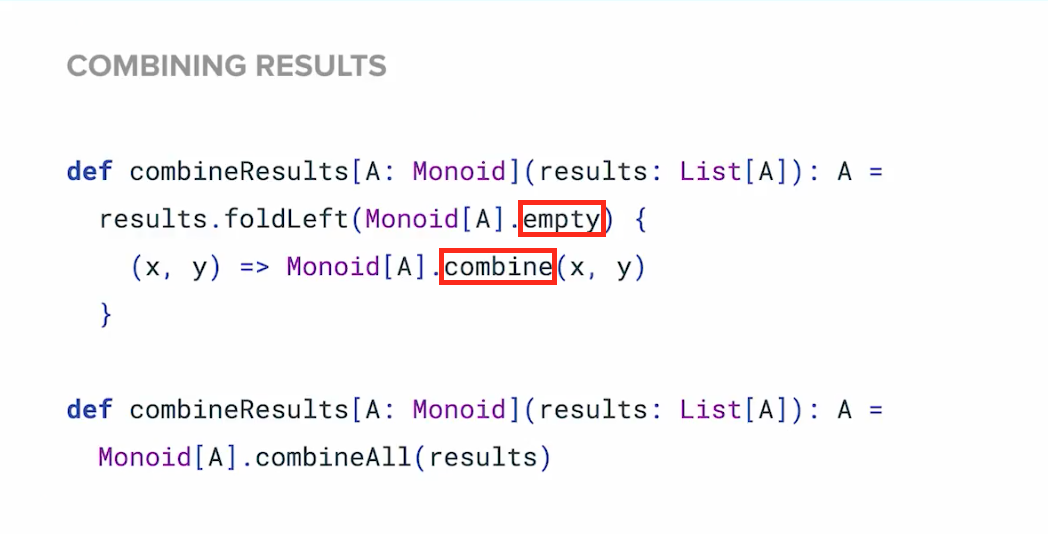 COMBINING RESULTS
def combineResults[A: Monoid](results: List[A]): A =
results.foldLeft(Monoid[A].empty) {
(x, y) => Monoid[A].combine(x, y)
}
def combineResults[A: Monoid](results: List[A]): A =
Monoid[A].combineAll(results)